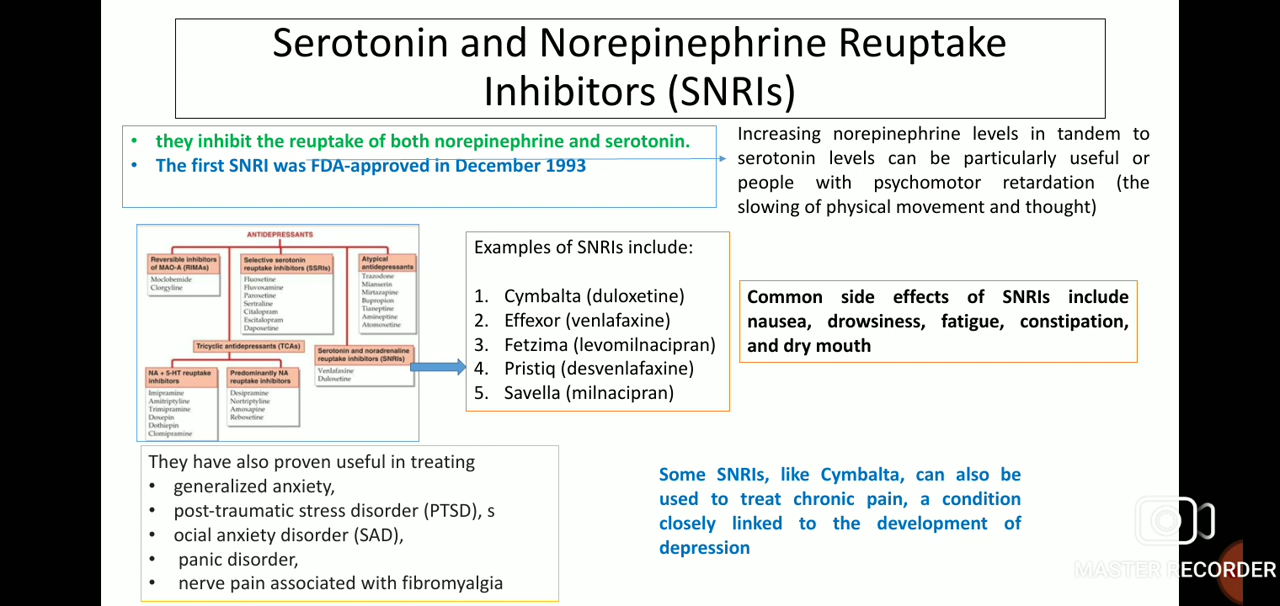 Serotonin and Norepinephrine Reuptake
Inhibitors (SNRIs)
• they inhibit the reuptake of both norepinephrine and serotonin.
• The first SNRI was FDA-approved in December 1993
Increasing norepinephrine levels in tandem to
serotonin levels can be particularly useful or
people with psychomotor retardation (the
slowing of physical movement and thought)
ANTIDEPRESSANTS
Reversible inhibitors
of MAO-A (RIMAs)
Moclobemide
Clorgyline
Selective serotonin
reuptake inhibitors (SSRIs)
Fluoxetine
Fluvoxamine
Paroxetine
Sertraline
Citalopram
Escitalopram
Dapoxetine
Atypical
antidepressants
Trazodone
Mianserin
Mirtazapine
Bupropion
Tianeptine
Amineptine
Atomoxetine
Tricyclic antidepressants (TCAs)
NA + 5-HT reuptake
inhibitors
Imipramine
Amitriptyline
Trimipramine
Doxepin
Dothiepin
Clomipramine
Predominantly NA
reuptake inhibitors
Desipramine
Nortriptyline
Amoxapine
Reboxetine
Serotonin and noradrenaline
reuptake inhibitors (SNRIs)
Venlafaxine
Duloxetine
Examples of SNRIs include:
1. Cymbalta (duloxetine)
2. Effexor (venlafaxine)
3. Fetzima (levomilnacipran)
4. Pristiq (desvenlafaxine)
5. Savella (milnacipran)
Common side effects of SNRIs include
nausea, drowsiness, fatigue, constipation,
and dry mouth
They have also proven useful in treating
• generalized anxiety,
• post-traumatic stress disorder (PTSD), s
• ocial anxiety disorder (SAD),
• panic disorder,
• nerve pain associated with fibromyalgia
Some SNRIs, like Cymbalta, can also be
used to treat chronic pain, a condition
closely linked to the development of
depression
MASTER RECORDER